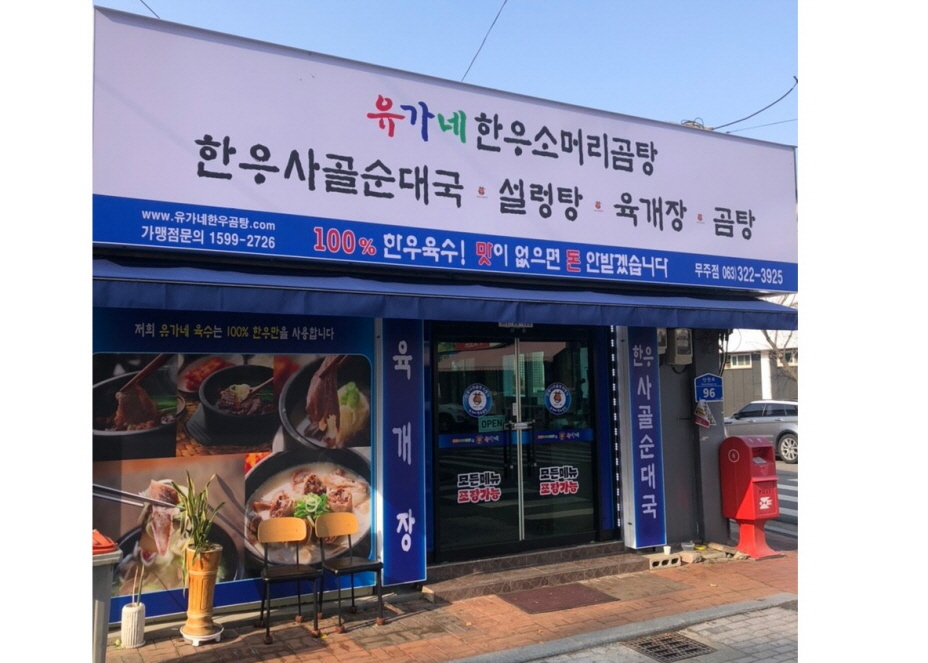 유가네 한우소머리곰탕
한우사골순대국 · 설렁탕 · 육개장 · 곰탕
www.유가네한우곰탕.com
가맹점문의 1599-2726
100% 한우육수! 맛이 없으면 돈 안받겠습니다
무주점 063)322-3925
저희 유가네 육수는 100% 한우만을 사용합니다
육개장
OPEN
모든메뉴
포장가능
모든메뉴
포장가능
한우사골순대국
96